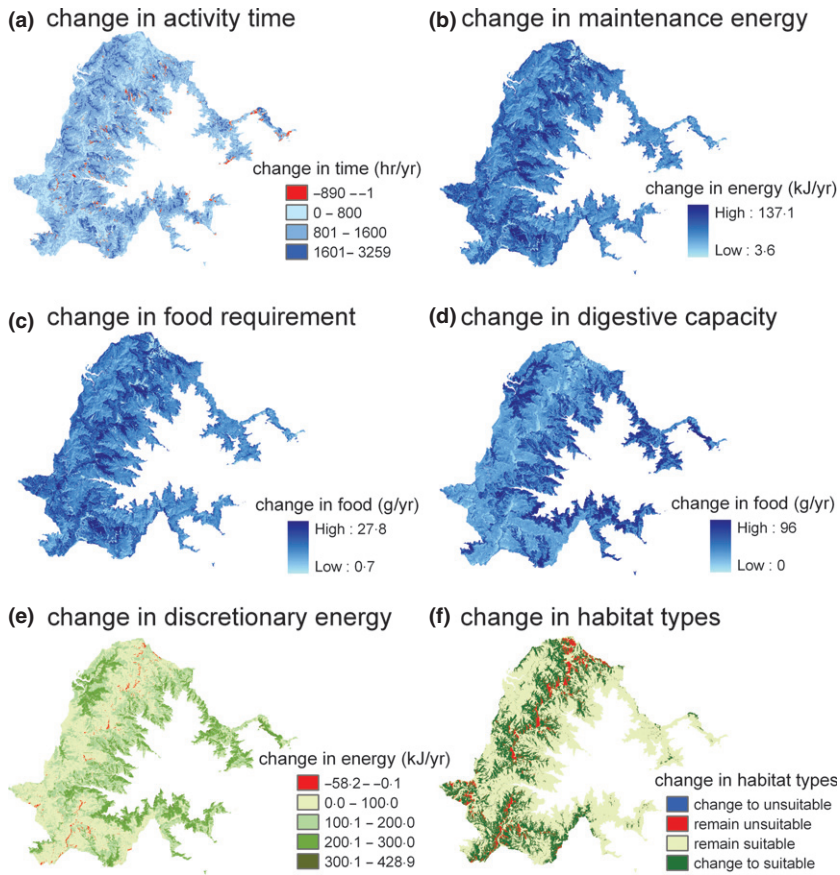 (a) change in activity time
change in time (hr/yr)
−890 −−1
0 – 800
801 – 1600
1601 – 3259
(b) change in maintenance energy
change in energy (kJ/yr)
High : 137·1
Low : 3·6
(c) change in food requirement
change in food (g/yr)
High : 27·8
Low : 0·7
(d) change in digestive capacity
change in food (g/yr)
High : 96
Low : 0
(e) change in discretionary energy
change in energy (kJ/yr)
−58·2 – −0·1
0·0 – 100·0
100·1 – 200·0
200·1 – 300·0
300·1 – 428·9
(f) change in habitat types
change in habitat types
change to unsuitable
remain unsuitable
remain suitable
change to suitable